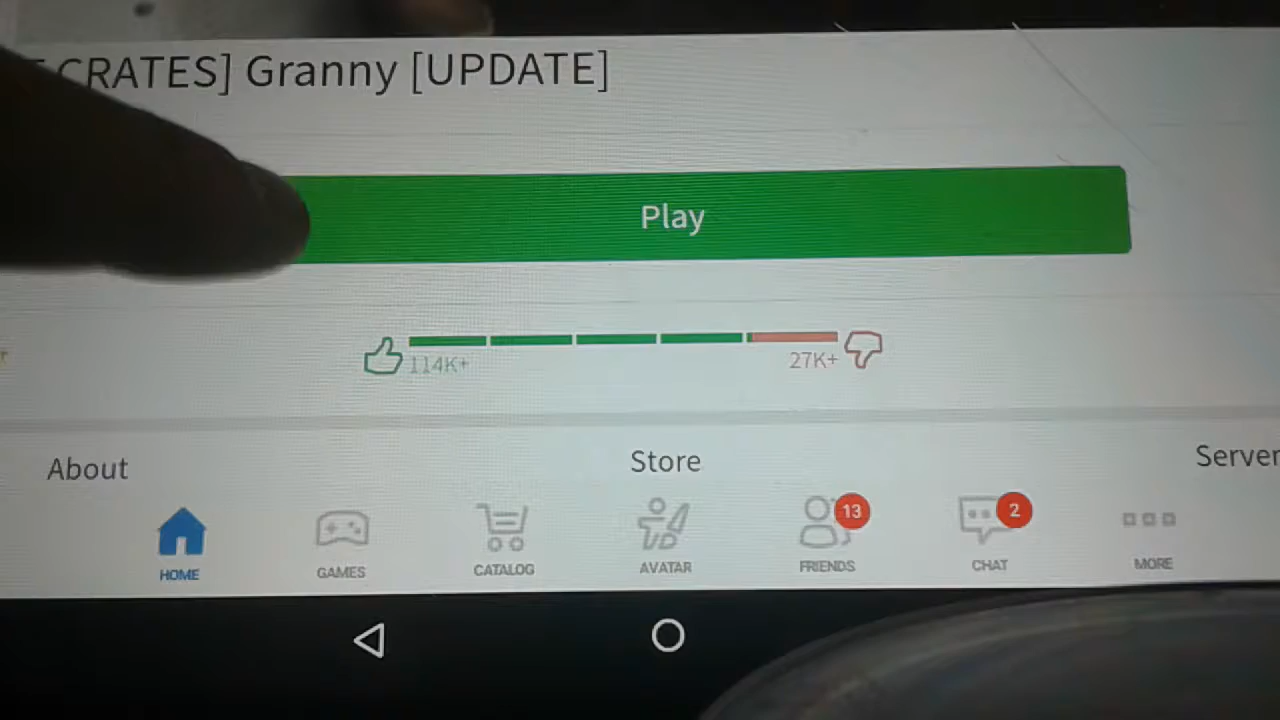 CRATES] Granny [UPDATE]
Play
114K+
27K+
About
Store
Server
13
2
HOME
GAMES
CATALOG
AVATAR
FRIENDS
CHAT
MORE